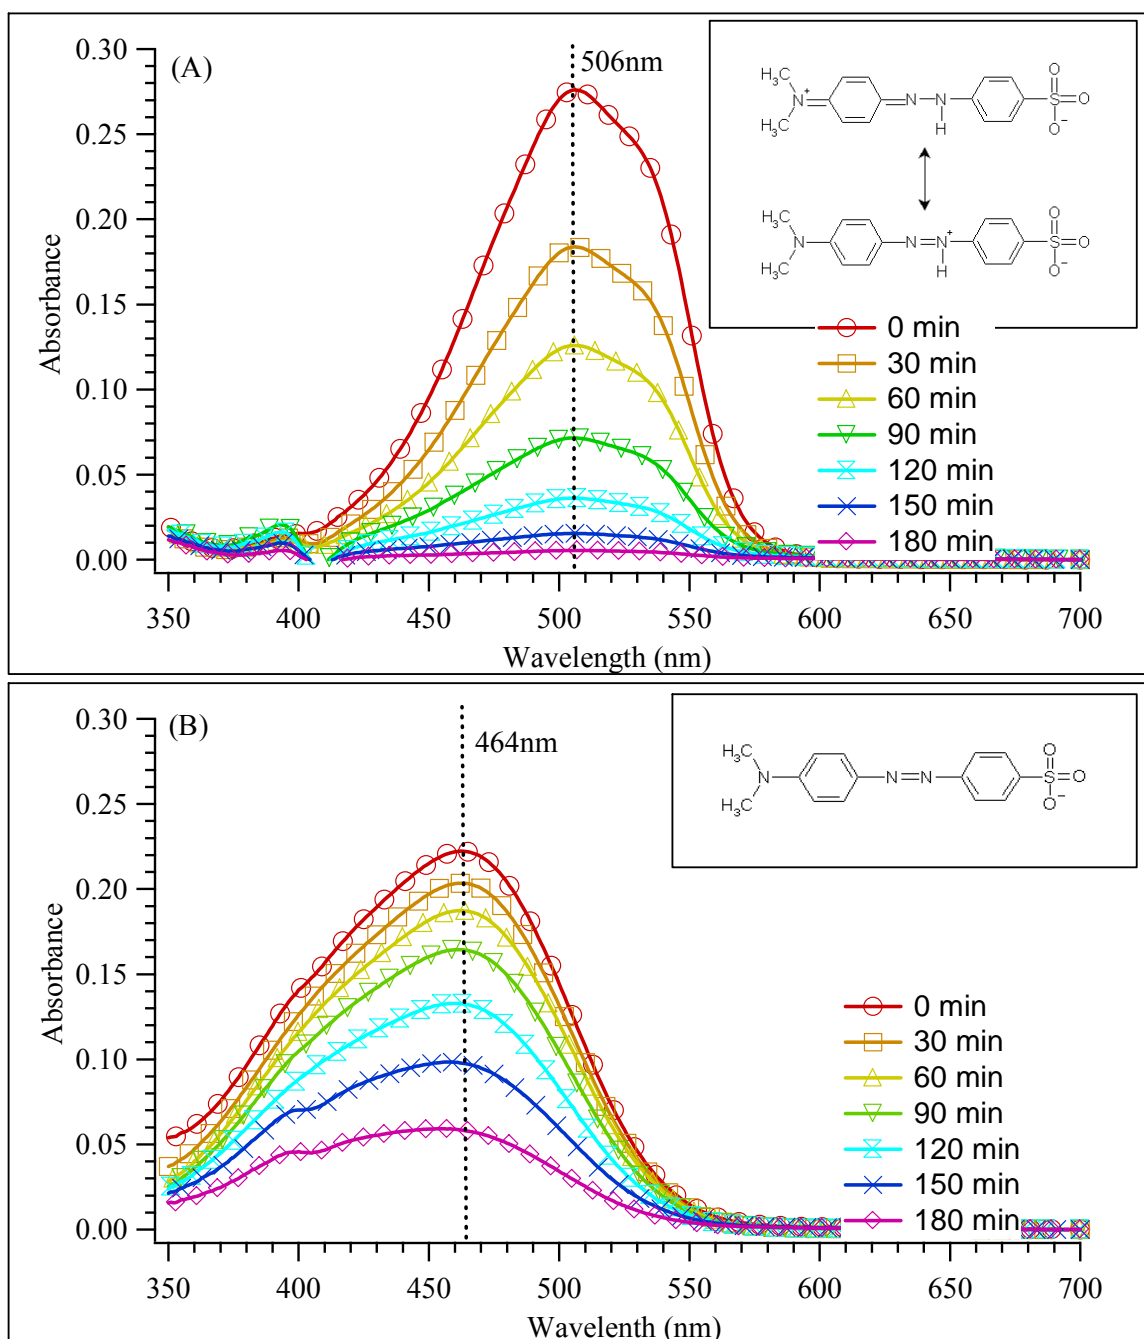 (A)
506nm
0.30
0.25
0.20
0.15
0.10
0.05
0.00
Absorbance
350 400 450 500 550 600 650 700
Wavelength (nm)
H₃C
N⁺
H₃C
N N
H
O
S O
O⁻
H₃C
N
H₃C
N N⁺
H
O
S O
O⁻
0 min
30 min
60 min
90 min
120 min
150 min
180 min
(B)
464nm
0.30
0.25
0.20
0.15
0.10
0.05
0.00
Absorbance
350 400 450 500 550 600 650 700
Wavelenth (nm)
H₃C
N
H₃C
N N
O
S O
O⁻
0 min
30 min
60 min
90 min
120 min
150 min
180 min